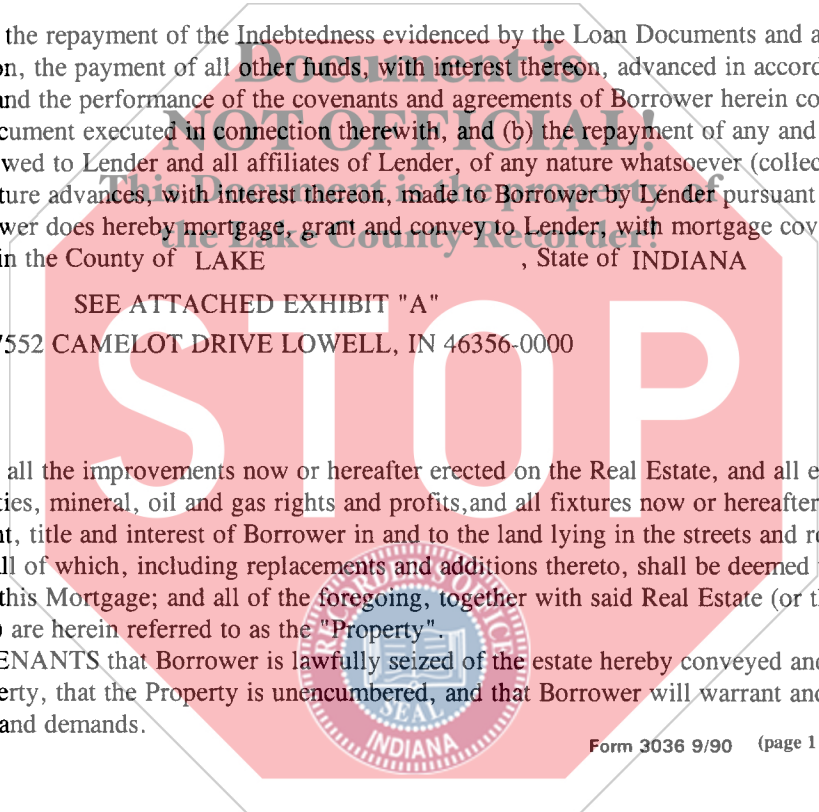 the repayment of the Indebtedness evidenced by the Loan Documents and a
on, the payment of all other funds, with interest thereon, advanced in accord
and the performance of the covenants and agreements of Borrower herein co
cument executed in connection therewith, and (b) the repayment of any and
wed to Lender and all affiliates of Lender, of any nature whatsoever (collec
ture advances, with interest thereon, made to Borrower by Lender pursuant
wer does hereby mortgage, grant and convey to Lender, with mortgage cov
in the County of LAKE , State of INDIANA
SEE ATTACHED EXHIBIT "A"
7552 CAMELOT DRIVE LOWELL, IN 46356-0000
all the improvements now or hereafter erected on the Real Estate, and all e
ties, mineral, oil and gas rights and profits,and all fixtures now or hereafter
nt, title and interest of Borrower in and to the land lying in the streets and ro
ll of which, including replacements and additions thereto, shall be deemed
this Mortgage; and all of the foregoing, together with said Real Estate (or th
) are herein referred to as the "Property".
ENANTS that Borrower is lawfully seized of the estate hereby conveyed and
erty, that the Property is unencumbered, and that Borrower will warrant and
and demands.
Form 3036 9/90 (page 1
Document is
NOT OFFICIAL!
This Document is the property of
the Lake County Recorder!
STOP
RECORDER'S OFFICE
SEAL
INDIANA